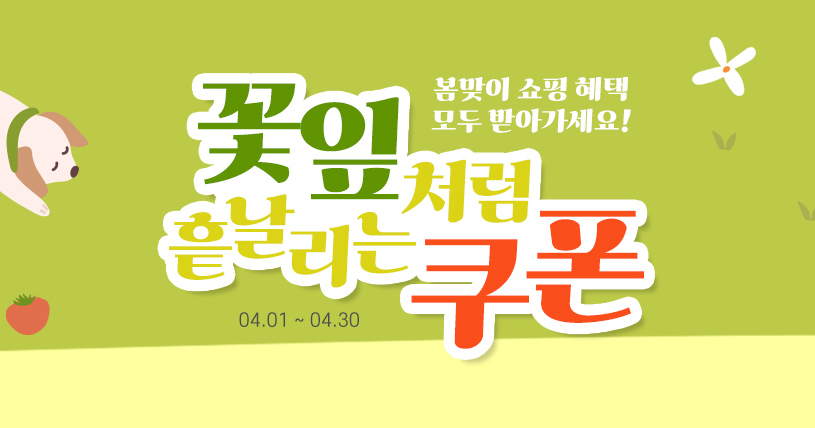 봄맞이 쇼핑 혜택
모두 받아가세요!
꽃잎처럼
흩날리는
쿠폰
04.01 ~ 04.30